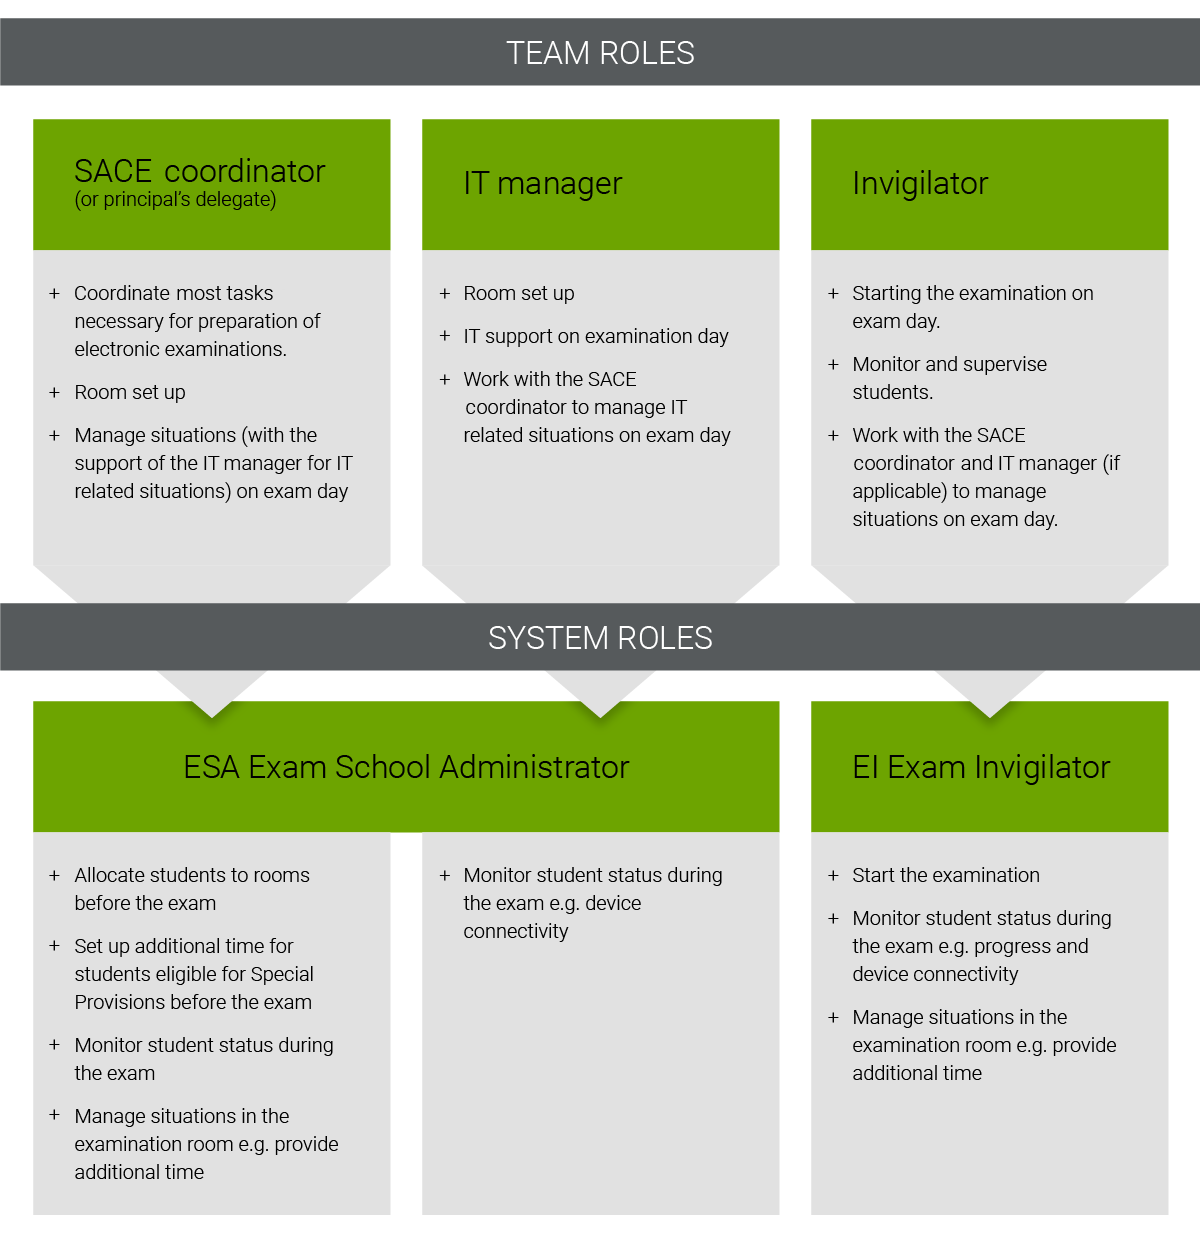 TEAM ROLES
SACE coordinator
(or principal's delegate)
+ Coordinate most tasks
necessary for preparation of
electronic examinations.
+ Room set up
+ Manage situations (with the
support of the IT manager for IT
related situations) on exam day
IT manager
+ Room set up
+ IT support on examination day
+ Work with the SACE
coordinator to manage IT
related situations on exam day
Invigilator
+ Starting the examination on
exam day.
+ Monitor and supervise
students.
+ Work with the SACE
coordinator and IT manager (if
applicable) to manage
situations on exam day.
SYSTEM ROLES
ESA Exam School Administrator
+ Allocate students to rooms
before the exam
+ Set up additional time for
students eligible for Special
Provisions before the exam
+ Monitor student status during
the exam
+ Manage situations in the
examination room e.g. provide
additional time
+ Monitor student status during
the exam e.g. device
connectivity
EI Exam Invigilator
+ Start the examination
+ Monitor student status during
the exam e.g. progress and
device connectivity
+ Manage situations in the
examination room e.g. provide
additional time